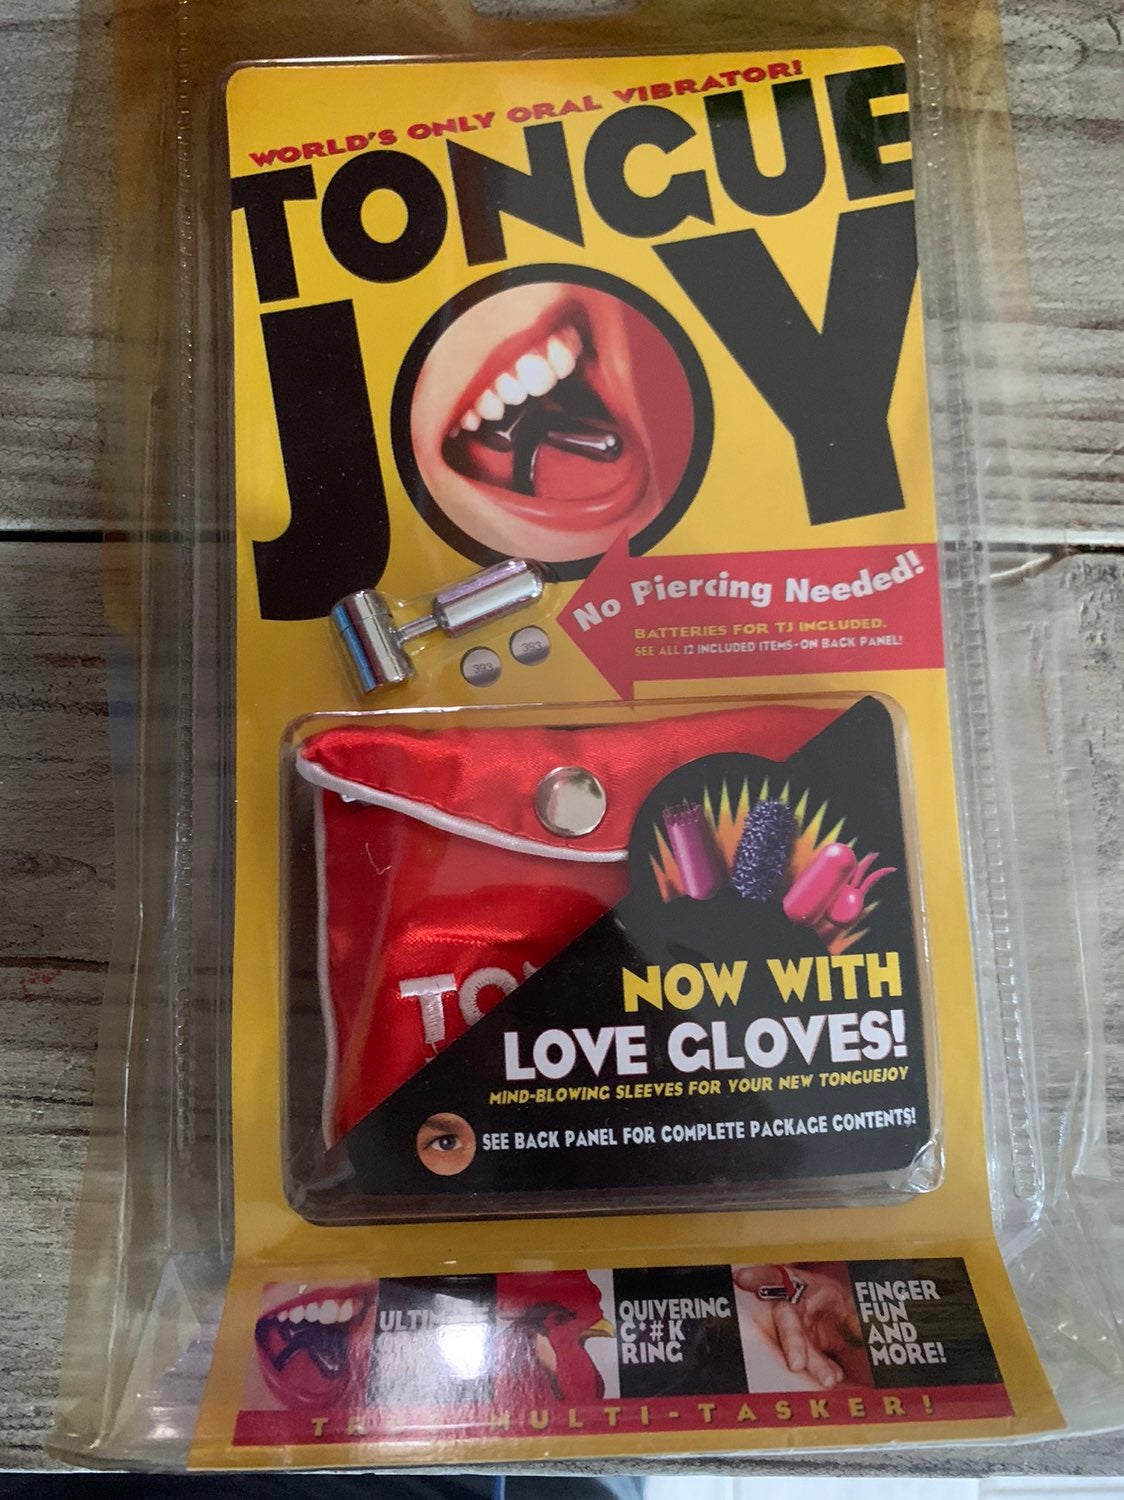 WORLD'S ONLY ORAL VIBRATOR!
TONGUE
JOY
No Piercing Needed!
BATTERIES FOR TJ INCLUDED.
SEE ALL 12 INCLUDED ITEMS-ON BACK PANEL!
393
393
TO
NOW WITH
LOVE GLOVES!
MIND-BLOWING SLEEVES FOR YOUR NEW TONGUEJOY
SEE BACK PANEL FOR COMPLETE PACKAGE CONTENTS!
QUIVERING
C*#K
RING
FINGER
FUN
AND
MORE!
MULTI-TASKER!